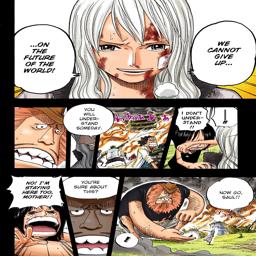 WE
CANNOT
GIVE
UP...
...ON
THE FUTURE
OF THE
WORLD!
I DON'T
UNDER-
STAND
!!
YOU
WILL
UNDER-
STAND
SOMEDAY.
NOW GO,
SAUL!!
YOU'RE
SURE
ABOUT
THIS?
NO! I'M
STAYING
HERE TOO,
MOTHER!!